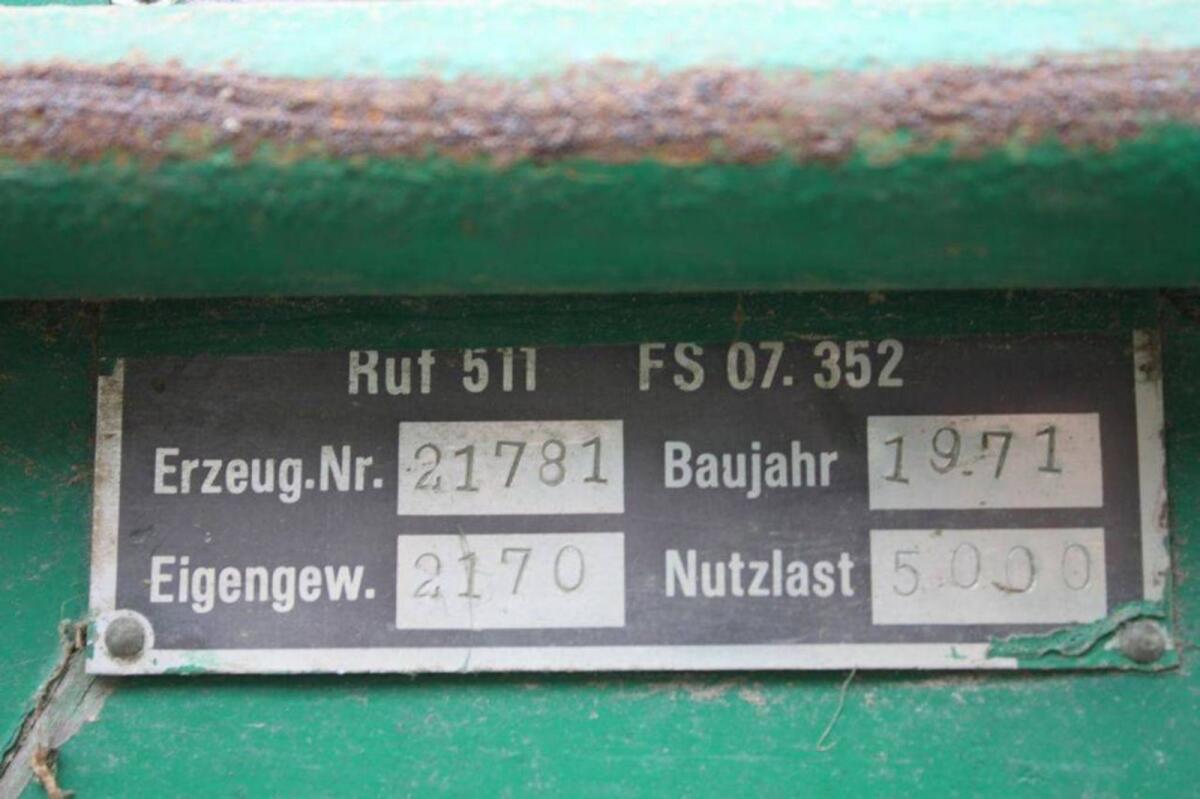 Ruf 511 FS 07. 352
Erzeug.Nr. 21781 Baujahr 1971
Eigengew. 2170 Nutzlast 5000